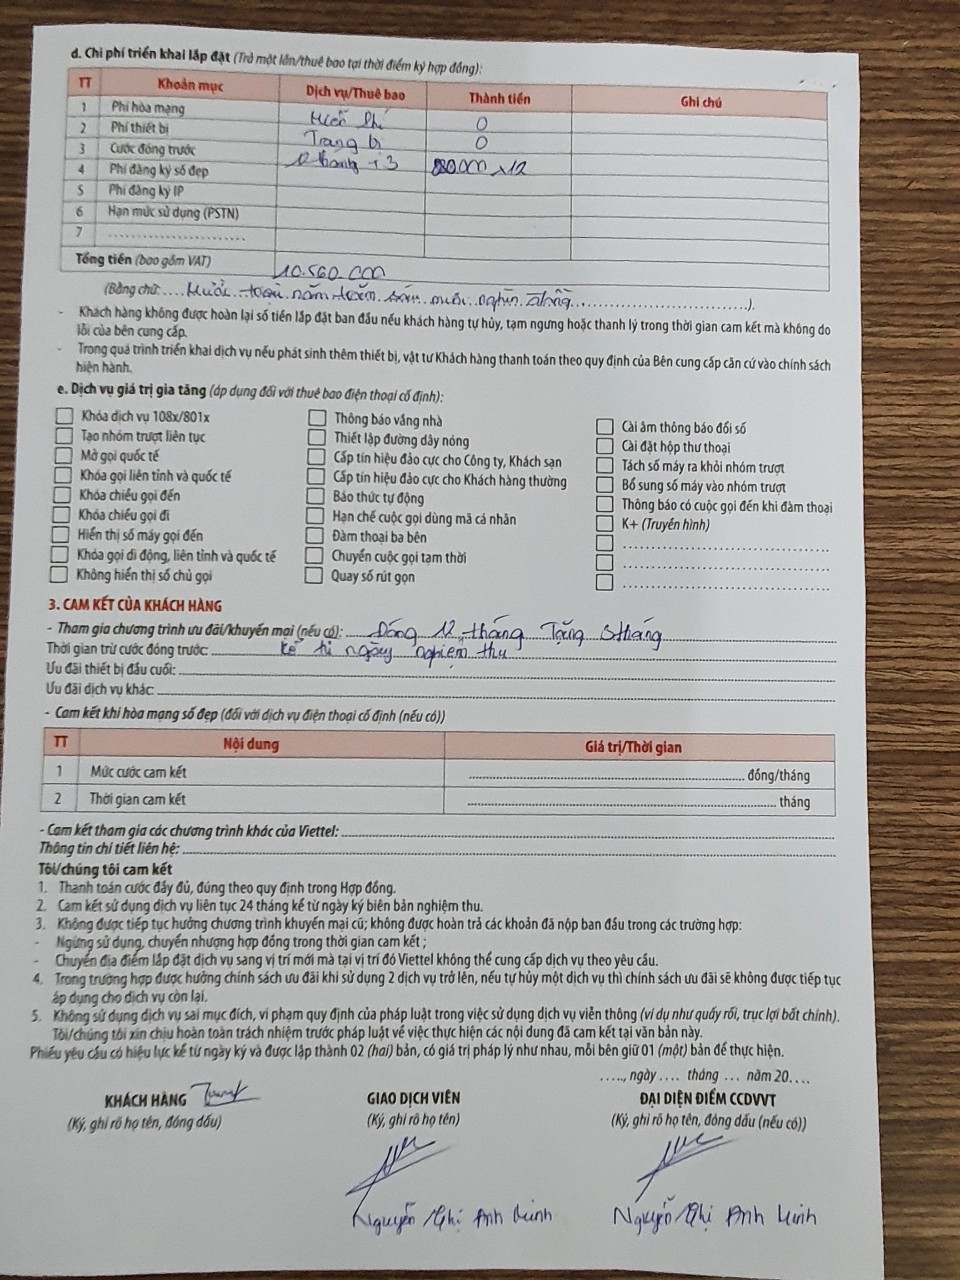 d. Chi phí triển khai lắp đặt (Trả một lần/thuê bao tại thời điểm ký hợp đồng):
TT Khoản mục Dịch vụ/Thuê bao Thành tiền Ghi chú
1 Phí hòa mạng Miễn phí 0
2 Phí thiết bị Trang bị 0
3 Cước đóng trước 12 tháng + 3 880.000 x 12
4 Phí đăng ký số đẹp
5 Phí đăng ký IP
6 Hạn mức sử dụng (PSTN)
7 ........................
Tổng tiền (bao gồm VAT) 10.560.000
(Bằng chữ: .... Mười triệu năm trăm sáu mươi nghìn đồng ....................).
- Khách hàng không được hoàn lại số tiền lắp đặt ban đầu nếu khách hàng tự hủy, tạm ngưng hoặc thanh lý trong thời gian cam kết mà không do
lỗi của bên cung cấp.
- Trong quá trình triển khai dịch vụ nếu phát sinh thêm thiết bị, vật tư Khách hàng thanh toán theo quy định của Bên cung cấp căn cứ vào chính sách
hiện hành.
e. Dịch vụ giá trị gia tăng (áp dụng đối với thuê bao điện thoại cố định):
Khóa dịch vụ 108x/801x
Tạo nhóm trượt liên tục
Mở gọi quốc tế
Khóa gọi liên tỉnh và quốc tế
Khóa chiều gọi đến
Khóa chiều gọi đi
Hiển thị số máy gọi đến
Khóa gọi di động, liên tỉnh và quốc tế
Không hiển thị số chủ gọi
Thông báo vắng nhà
Thiết lập đường dây nóng
Cấp tín hiệu đảo cực cho Công ty, Khách sạn
Cấp tín hiệu đảo cực cho Khách hàng thường
Báo thức tự động
Hạn chế cuộc gọi dùng mã cá nhân
Đàm thoại ba bên
Chuyển cuộc gọi tạm thời
Quay số rút gọn
Cài âm thông báo đổi số
Cài đặt hộp thư thoại
Tách số máy ra khỏi nhóm trượt
Bổ sung số máy vào nhóm trượt
Thông báo có cuộc gọi đến khi đàm thoại
K+ (Truyền hình)
....................................
....................................
....................................
3. CAM KẾT CỦA KHÁCH HÀNG
- Tham gia chương trình ưu đãi/khuyến mại (nếu có): Đóng 12 tháng Tặng 3 tháng
Thời gian trừ cước đóng trước: kể từ ngày nghiệm thu
Ưu đãi thiết bị đầu cuối:
Ưu đãi dịch vụ khác:
- Cam kết khi hòa mạng số đẹp (đối với dịch vụ điện thoại cố định (nếu có))
TT Nội dung Giá trị/Thời gian
1 Mức cước cam kết .......... đồng/tháng
2 Thời gian cam kết .......... tháng
- Cam kết tham gia các chương trình khác của Viettel:
Thông tin chi tiết liên hệ:
Tôi/chúng tôi cam kết
1. Thanh toán cước đầy đủ, đúng theo quy định trong Hợp đồng.
2. Cam kết sử dụng dịch vụ liên tục 24 tháng kể từ ngày ký biên bản nghiệm thu.
3. Không được tiếp tục hưởng chương trình khuyến mại cũ; không được hoàn trả các khoản đã nộp ban đầu trong các trường hợp:
- Ngừng sử dụng, chuyển nhượng hợp đồng trong thời gian cam kết ;
- Chuyển địa điểm lắp đặt dịch vụ sang vị trí mới mà tại vị trí đó Viettel không thể cung cấp dịch vụ theo yêu cầu.
4. Trong trường hợp được hưởng chính sách ưu đãi khi sử dụng 2 dịch vụ trở lên, nếu tự hủy một dịch vụ thì chính sách ưu đãi sẽ không được tiếp tục
áp dụng cho dịch vụ còn lại.
5. Không sử dụng dịch vụ sai mục đích, vi phạm quy định của pháp luật trong việc sử dụng dịch vụ viễn thông (ví dụ như quấy rối, trục lợi bất chính).
Tôi/chúng tôi xin chịu hoàn toàn trách nhiệm trước pháp luật về việc thực hiện các nội dung đã cam kết tại văn bản này.
Phiếu yêu cầu có hiệu lực kể từ ngày ký và được lập thành 02 (hai) bản, có giá trị pháp lý như nhau, mỗi bên giữ 01 (một) bản để thực hiện.
....., ngày .... tháng ... năm 20....
KHÁCH HÀNG GIAO DỊCH VIÊN ĐẠI DIỆN ĐIỂM CCDVVT
(Ký, ghi rõ họ tên, đóng dấu) (Ký, ghi rõ họ tên) (Ký, ghi rõ họ tên, đóng dấu (nếu có))
Nguyễn Thị Anh Minh Nguyễn Thị Anh Minh